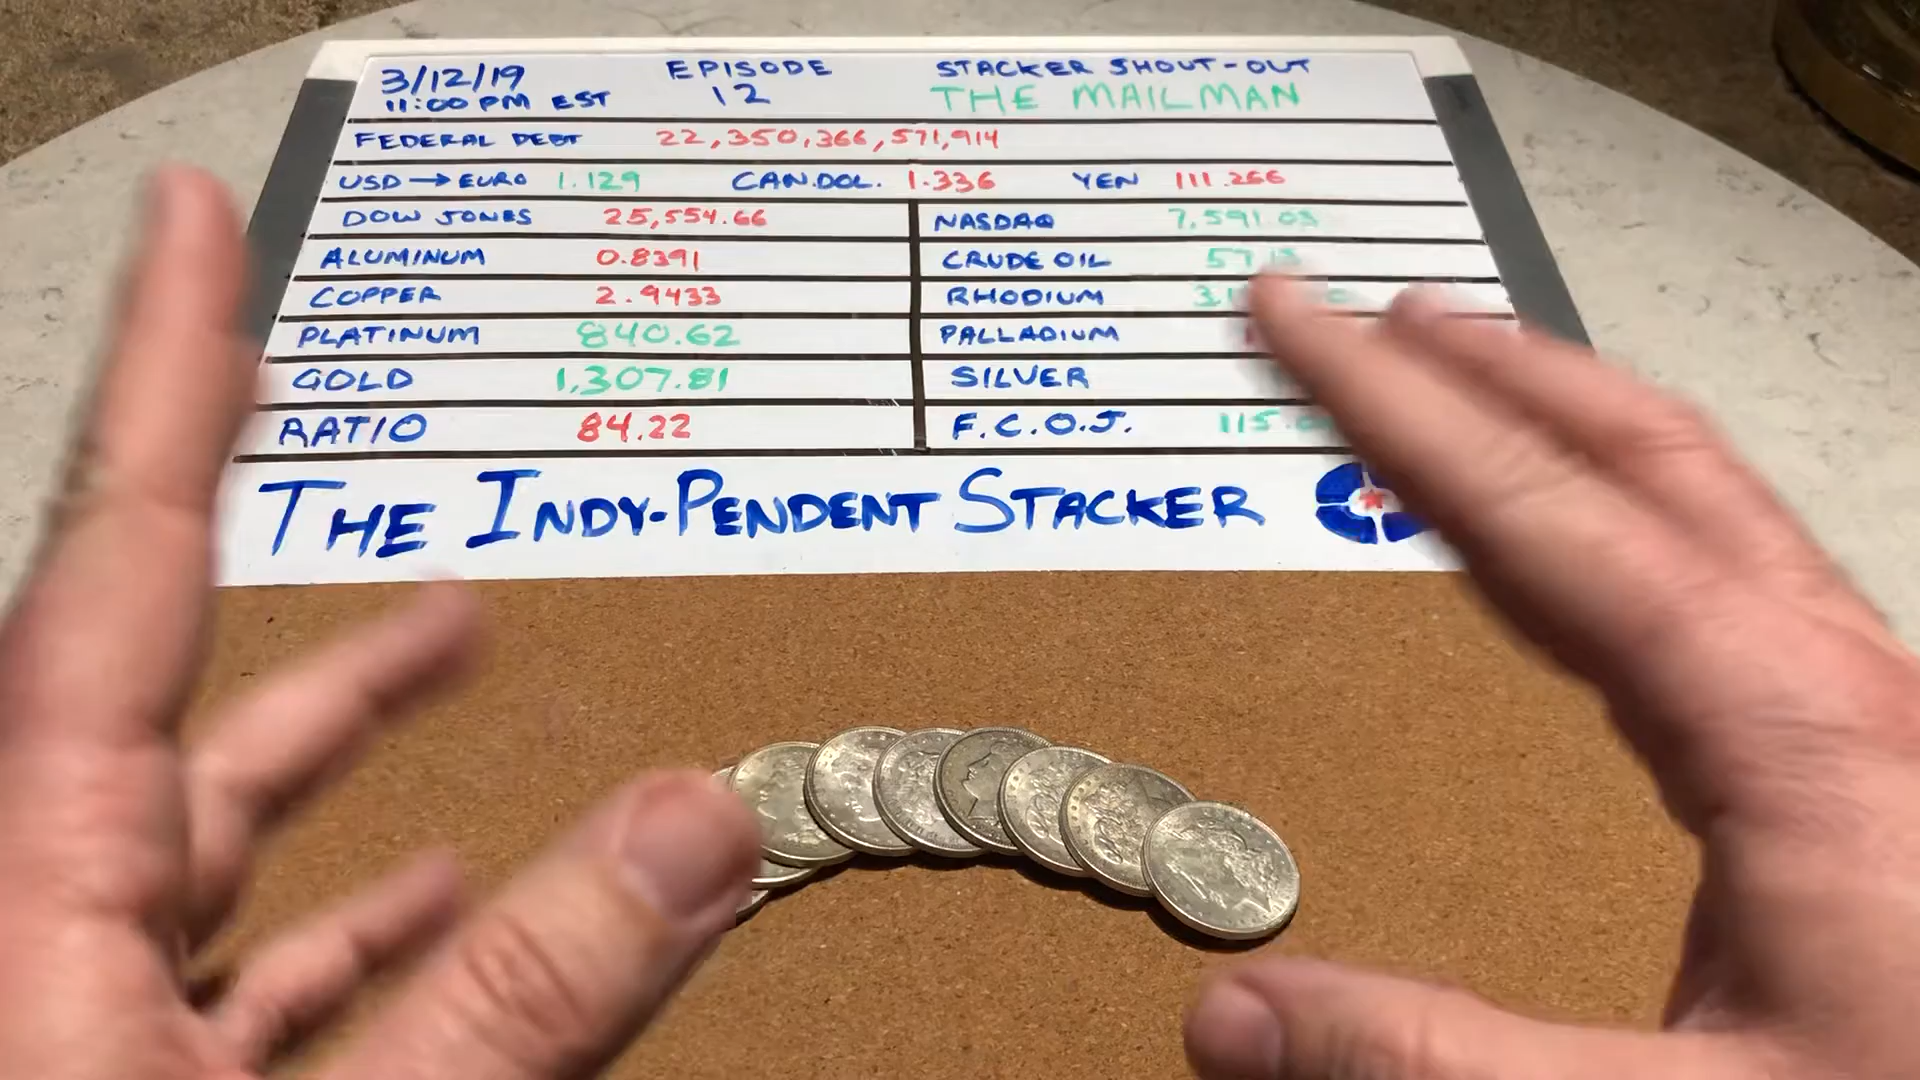 3/12/19 EPISODE STACKER SHOUT-OUT
11:00 PM EST 12 THE MAILMAN
FEDERAL DEBT 22,350,366,571,914
USD → EURO 1.129 CAN.DOL. 1.336 YEN 111.266
DOW JONES 25,554.66 NASDAQ 7,591.03
ALUMINUM 0.8391 CRUDE OIL
COPPER 2.9433 RHODIUM
PLATINUM 840.62 PALLADIUM
GOLD 1,307.81 SILVER
RATIO 84.22 F.C.O.J.
THE INDY-PENDENT STACKER